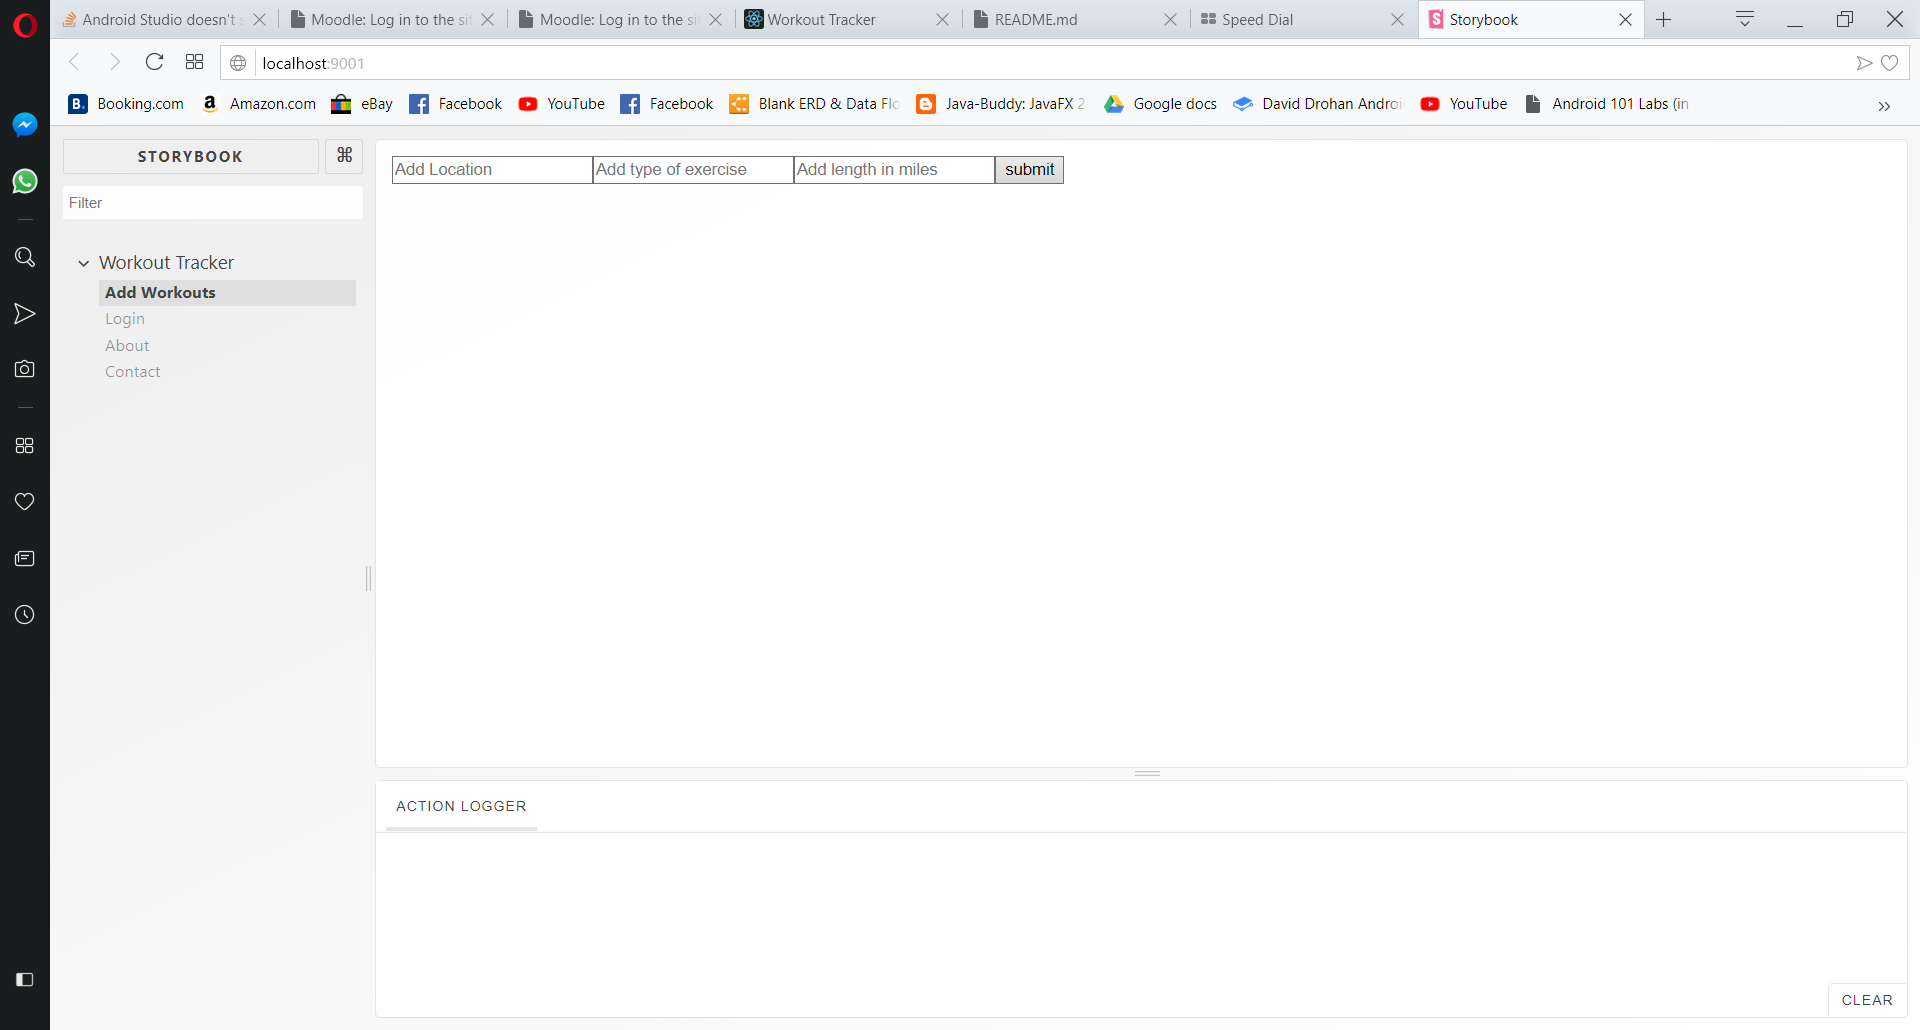 Android Studio doesn't s
Moodle: Log in to the sit
Moodle: Log in to the si
Workout Tracker
README.md
Speed Dial
Storybook
localhost:9001
Booking.com
Amazon.com
eBay
Facebook
YouTube
Facebook
Blank ERD & Data Flo
Java-Buddy: JavaFX 2
Google docs
David Drohan Androi
YouTube
Android 101 Labs (in
STORYBOOK
⌘
Filter
Workout Tracker
Add Workouts
Login
About
Contact
Add Location
Add type of exercise
Add length in miles
submit
ACTION LOGGER
CLEAR